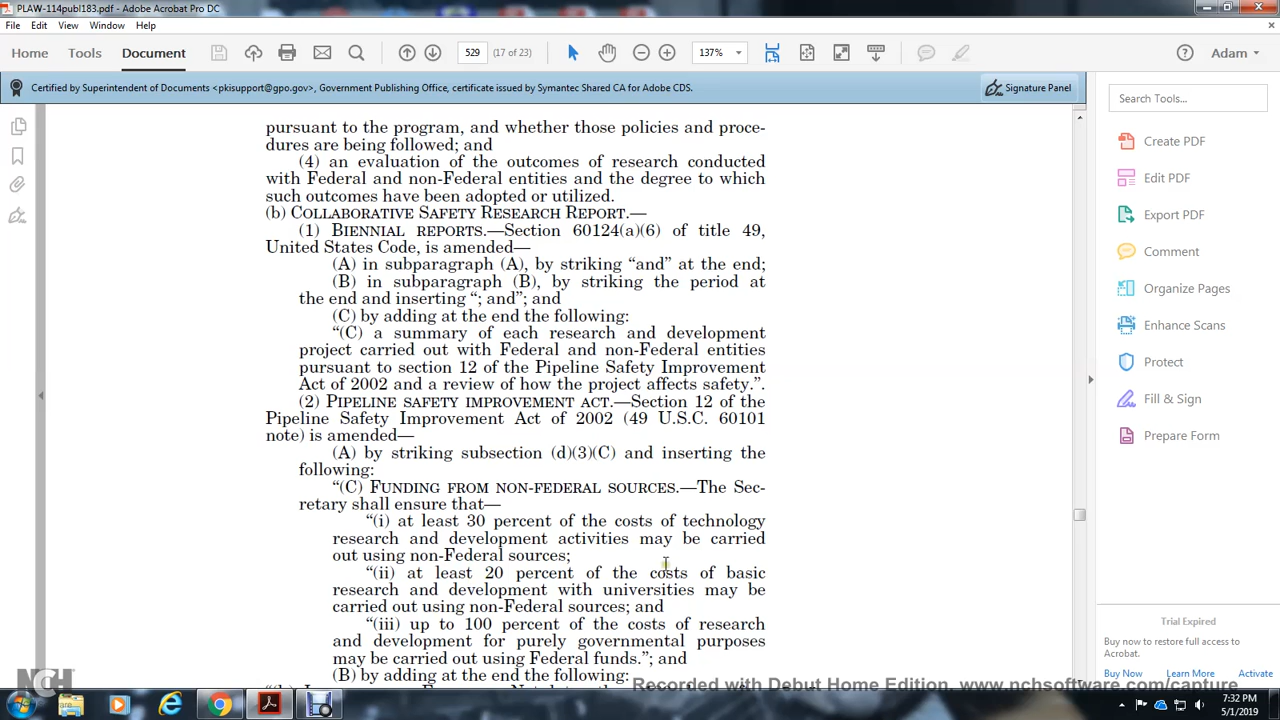 PLAW-114publ183.pdf - Adobe Acrobat Pro DC
File Edit View Window Help
Home Tools Document 529 (17 of 23) 137% Adam
Certified by Superintendent of Documents <pkisupport@gpo.gov>, Government Publishing Office, certificate issued by Symantec Shared CA for Adobe CDS. Signature Panel
pursuant to the program, and whether those policies and proce-
dures are being followed; and
(4) an evaluation of the outcomes of research conducted
with Federal and non-Federal entities and the degree to which
such outcomes have been adopted or utilized.
(b) COLLABORATIVE SAFETY RESEARCH REPORT.—
(1) BIENNIAL REPORTS.—Section 60124(a)(6) of title 49,
United States Code, is amended—
(A) in subparagraph (A), by striking “and” at the end;
(B) in subparagraph (B), by striking the period at
the end and inserting “; and”; and
(C) by adding at the end the following:
“(C) a summary of each research and development
project carried out with Federal and non-Federal entities
pursuant to section 12 of the Pipeline Safety Improvement
Act of 2002 and a review of how the project affects safety.”.
(2) PIPELINE SAFETY IMPROVEMENT ACT.—Section 12 of the
Pipeline Safety Improvement Act of 2002 (49 U.S.C. 60101
note) is amended—
(A) by striking subsection (d)(3)(C) and inserting the
following:
“(C) FUNDING FROM NON-FEDERAL SOURCES.—The Sec-
retary shall ensure that—
“(i) at least 30 percent of the costs of technology
research and development activities may be carried
out using non-Federal sources;
“(ii) at least 20 percent of the costs of basic
research and development with universities may be
carried out using non-Federal sources; and
“(iii) up to 100 percent of the costs of research
and development for purely governmental purposes
may be carried out using Federal funds.”; and
(B) by adding at the end the following:
Search Tools...
Create PDF
Edit PDF
Export PDF
Comment
Organize Pages
Enhance Scans
Protect
Fill & Sign
Prepare Form
Trial Expired
Buy now to restore full access to
Acrobat.
Buy Now Learn More Activate
NCH
Recorded with Debut Home Edition. www.nchsoftware.com/capture
7:32 PM
5/1/2019